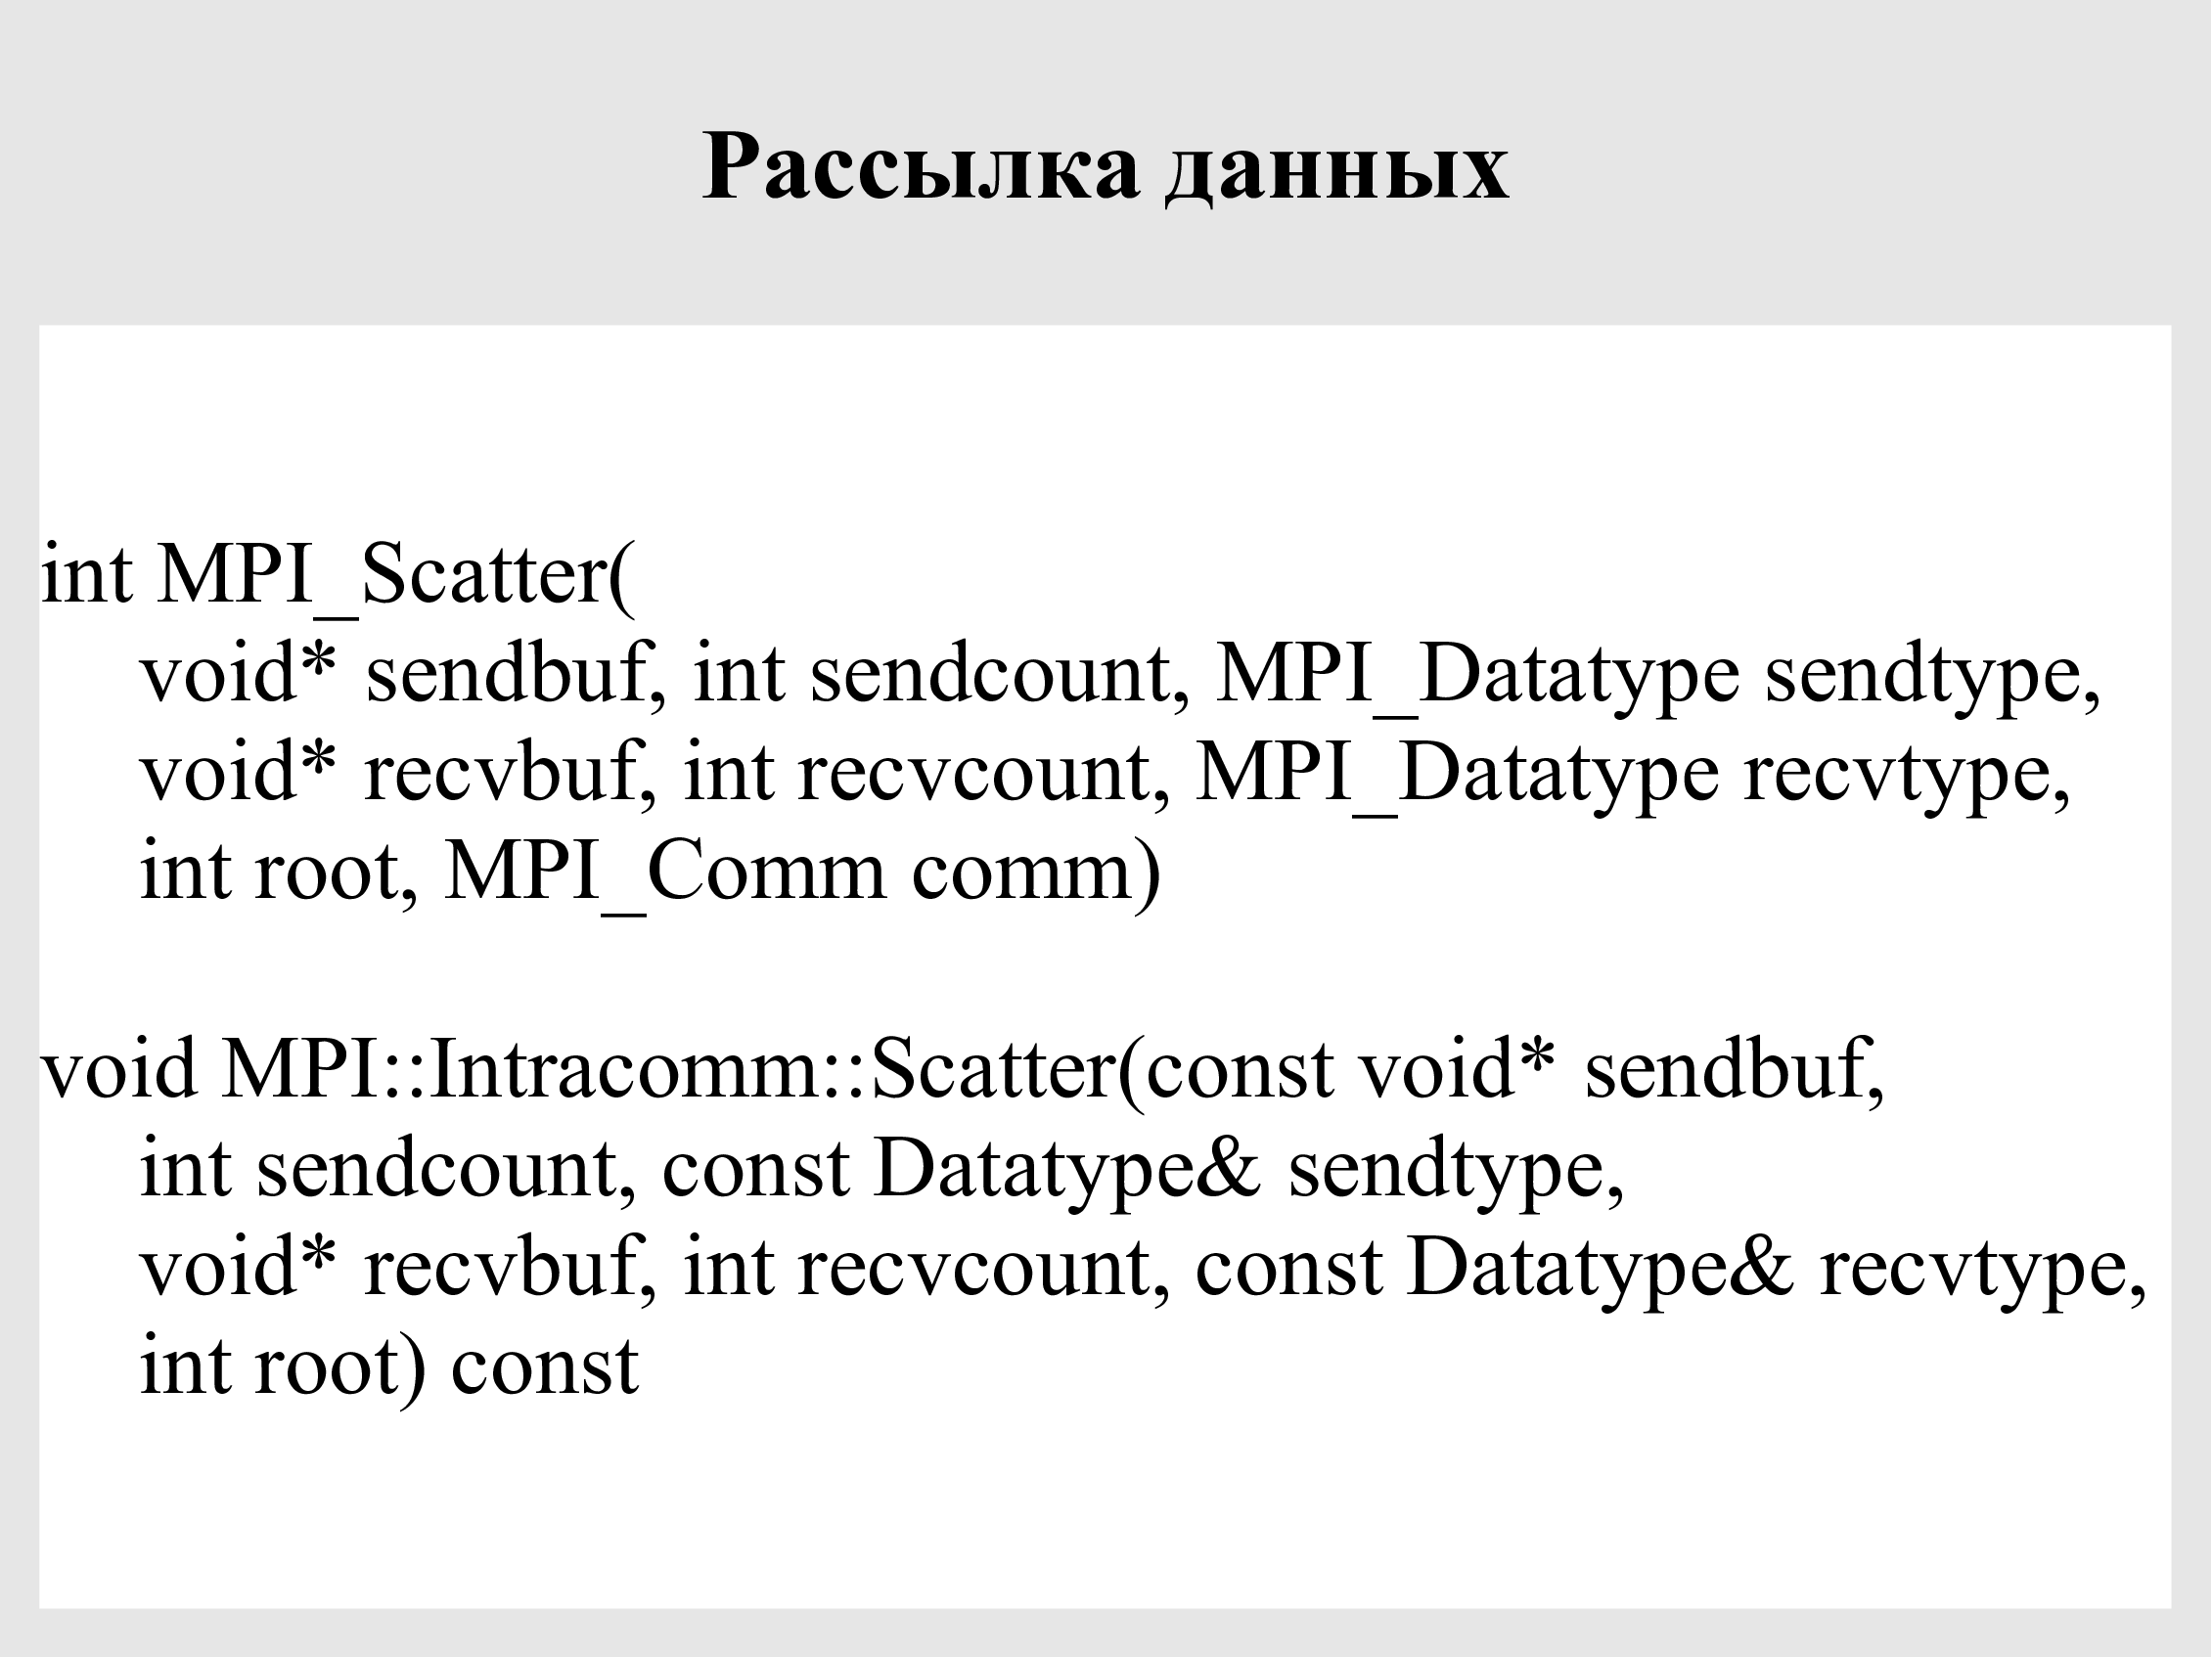 Рассылка данных
int MPI_Scatter(
void* sendbuf, int sendcount, MPI_Datatype sendtype,
void* recvbuf, int recvcount, MPI_Datatype recvtype,
int root, MPI_Comm comm)
void MPI::Intracomm::Scatter(const void* sendbuf,
int sendcount, const Datatype& sendtype,
void* recvbuf, int recvcount, const Datatype& recvtype,
int root) const